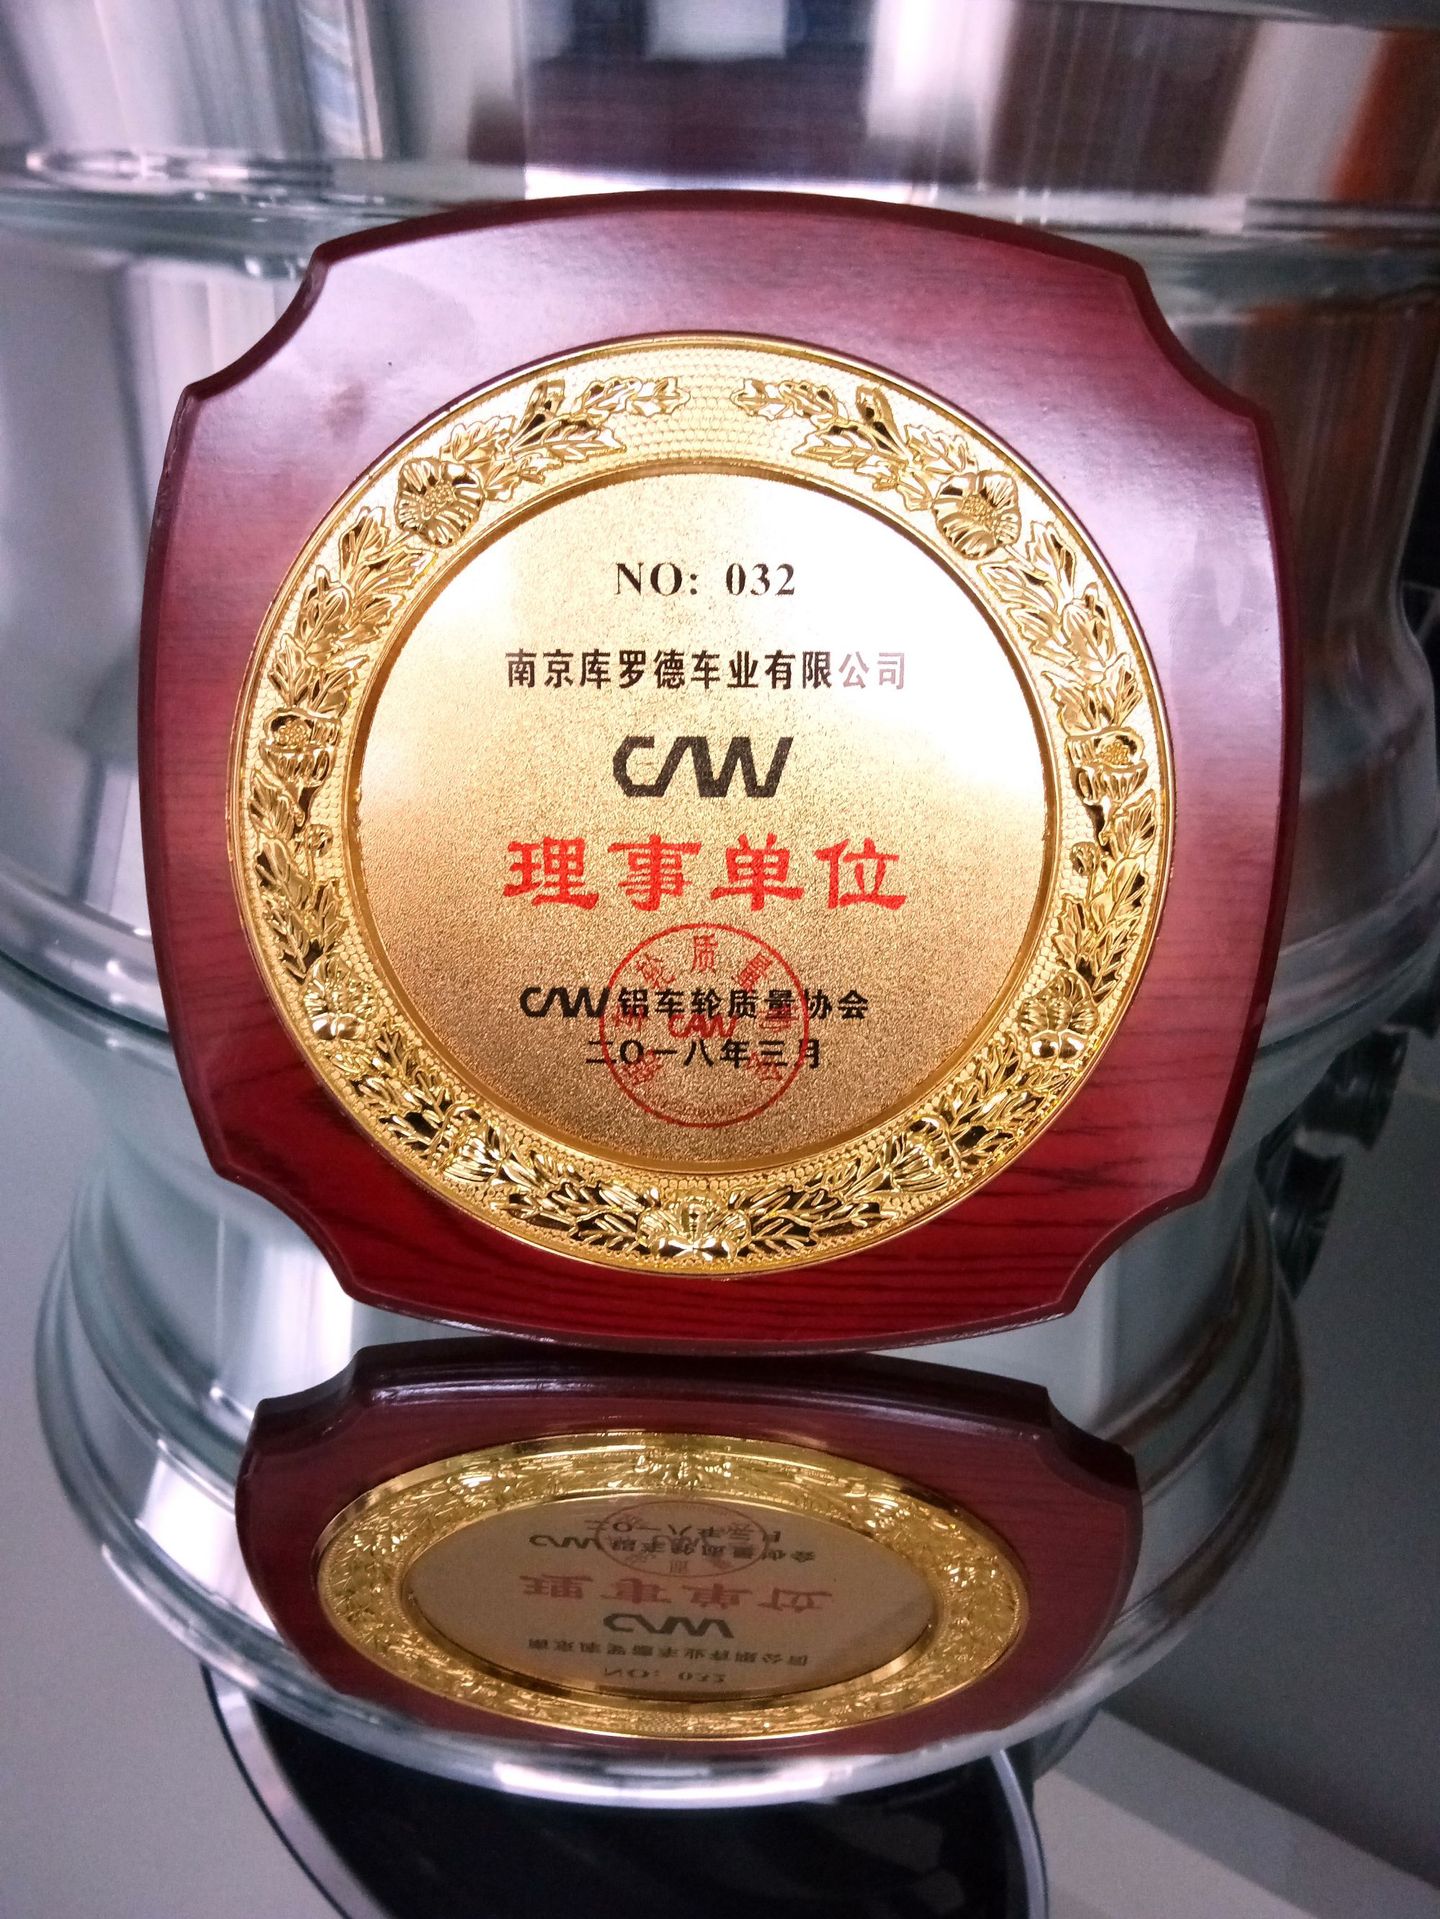 NO: 032
南京库罗德车业有限公司
CAW
理事单位
CAW铝车轮质量协会
二O一八年三月